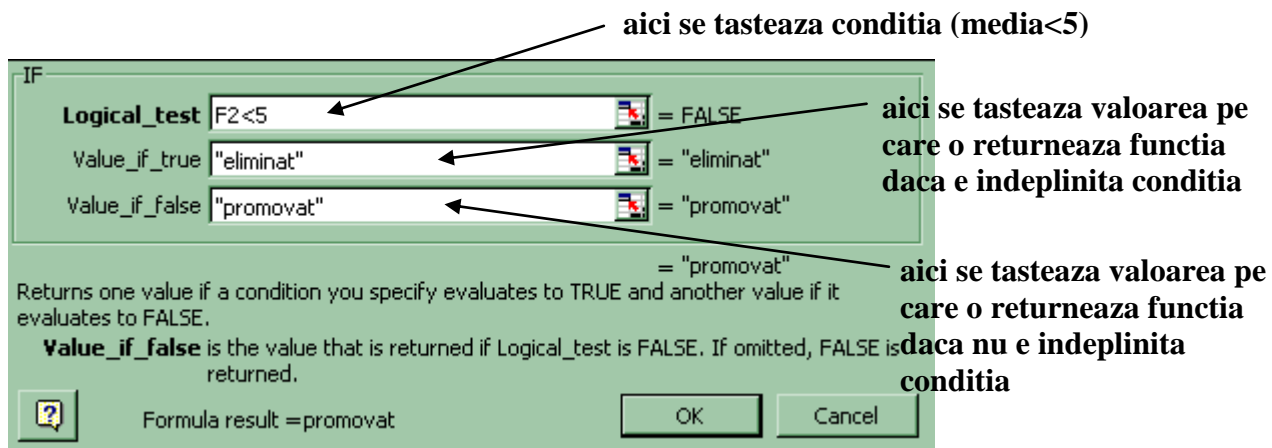 aici se tasteaza conditia (media<5)
IF
Logical_test F2<5 = FALSE
Value_if_true "eliminat" = "eliminat"
Value_if_false "promovat" = "promovat"
= "promovat"
aici se tasteaza valoarea pe
care o returneaza functia
daca e indeplinita conditia
aici se tasteaza valoarea pe
care o returneaza functia
daca nu e indeplinita
conditia
Returns one value if a condition you specify evaluates to TRUE and another value if it
evaluates to FALSE.
Value_if_false is the value that is returned if Logical_test is FALSE. If omitted, FALSE is
returned.
? Formula result =promovat OK Cancel